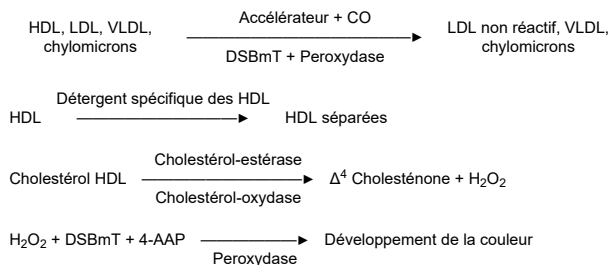 Accélérateur + CO
HDL, LDL, VLDL, LDL non réactif, VLDL,
chylomicrons chylomicrons
DSBmT + Peroxydase
Détergent spécifique des HDL
HDL HDL séparées
Cholestérol-estérase
Cholestérol HDL Δ⁴ Cholesténone + H₂O₂
Cholestérol-oxydase
H₂O₂ + DSBmT + 4-AAP Développement de la couleur
Peroxydase